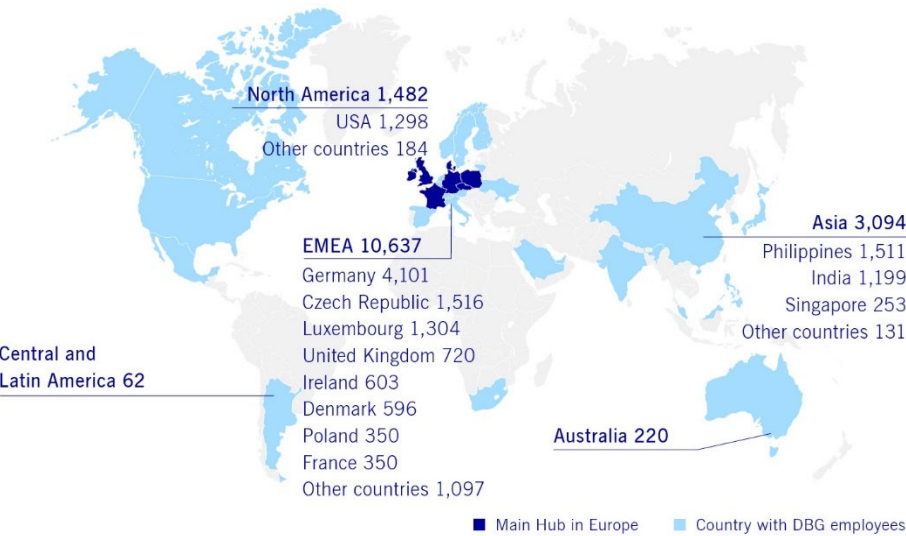 North America 1,482
USA 1,298
Other countries 184
EMEA 10,637
Germany 4,101
Czech Republic 1,516
Luxembourg 1,304
United Kingdom 720
Ireland 603
Denmark 596
Poland 350
France 350
Other countries 1,097
Asia 3,094
Philippines 1,511
India 1,199
Singapore 253
Other countries 131
Central and
Latin America 62
Australia 220
Main Hub in Europe
Country with DBG employees